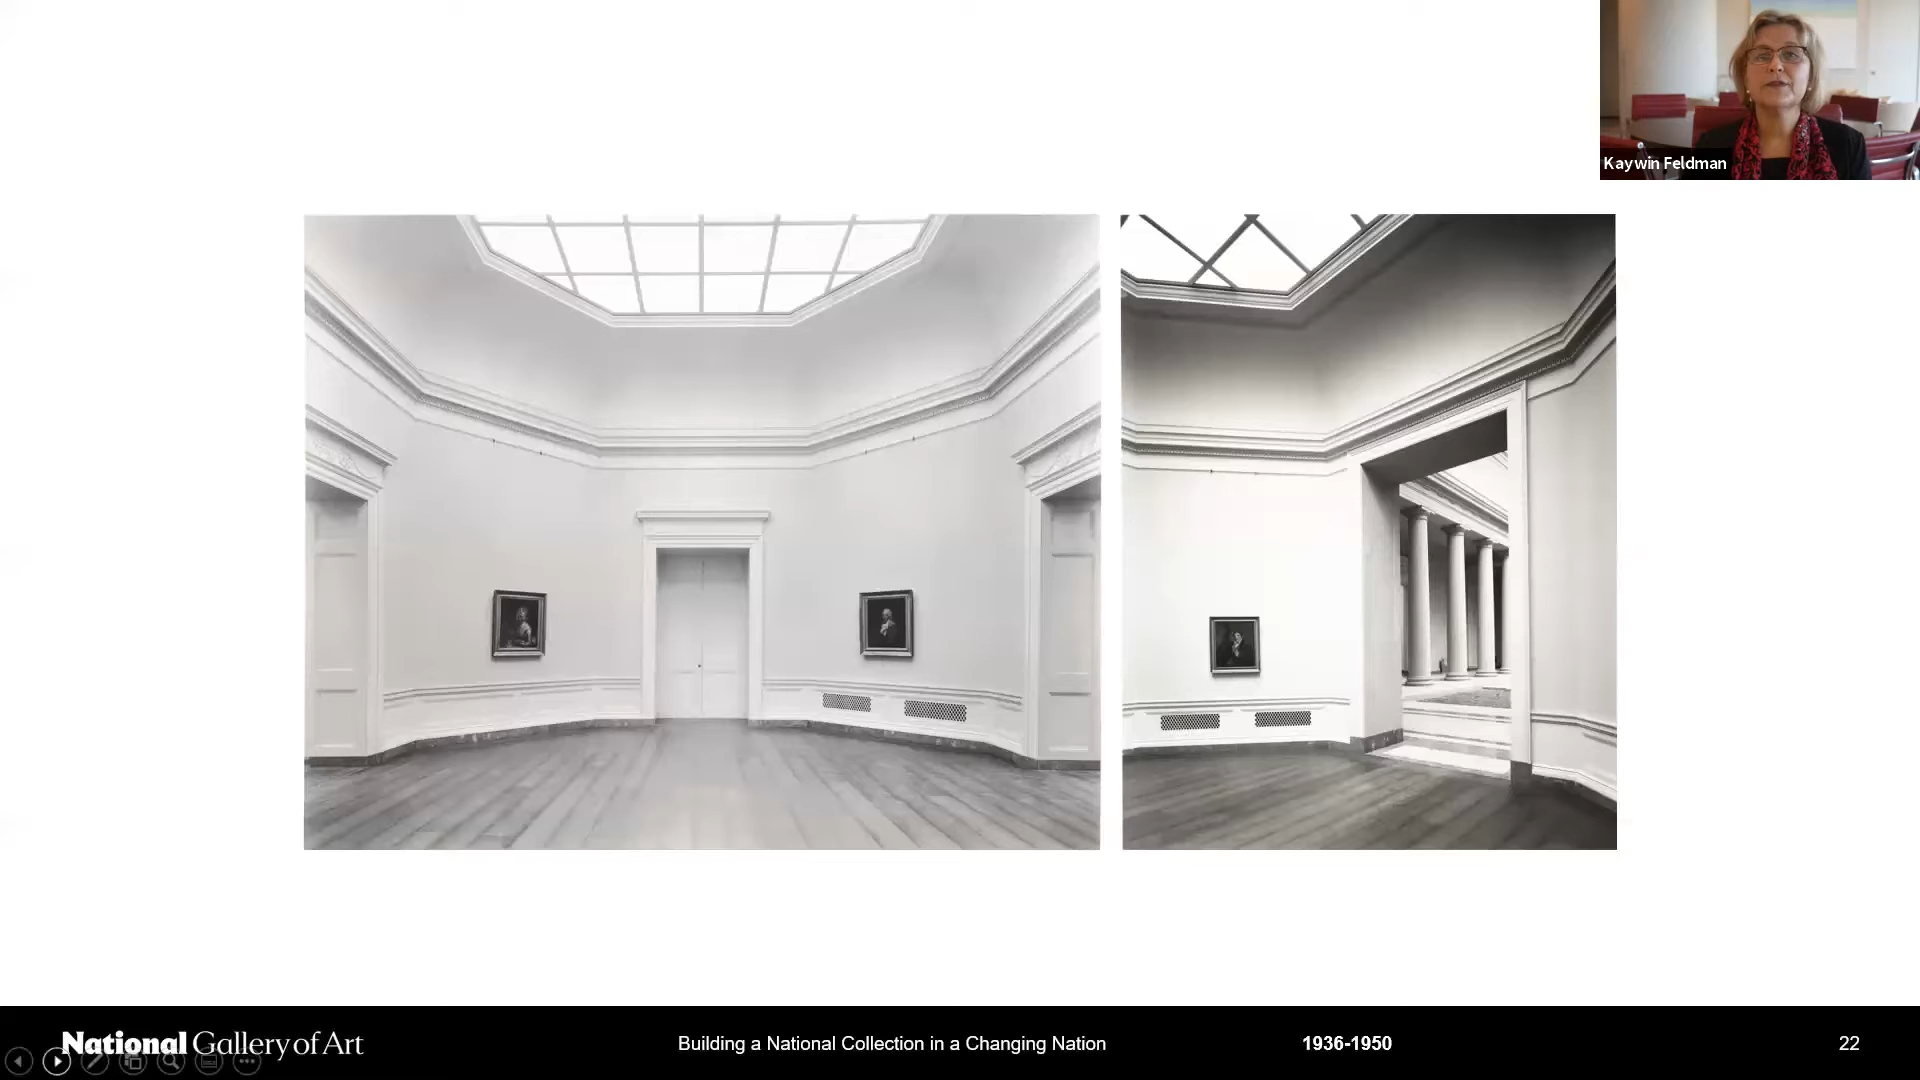 Kaywin Feldman
National Gallery of Art
Building a National Collection in a Changing Nation
1936-1950
22